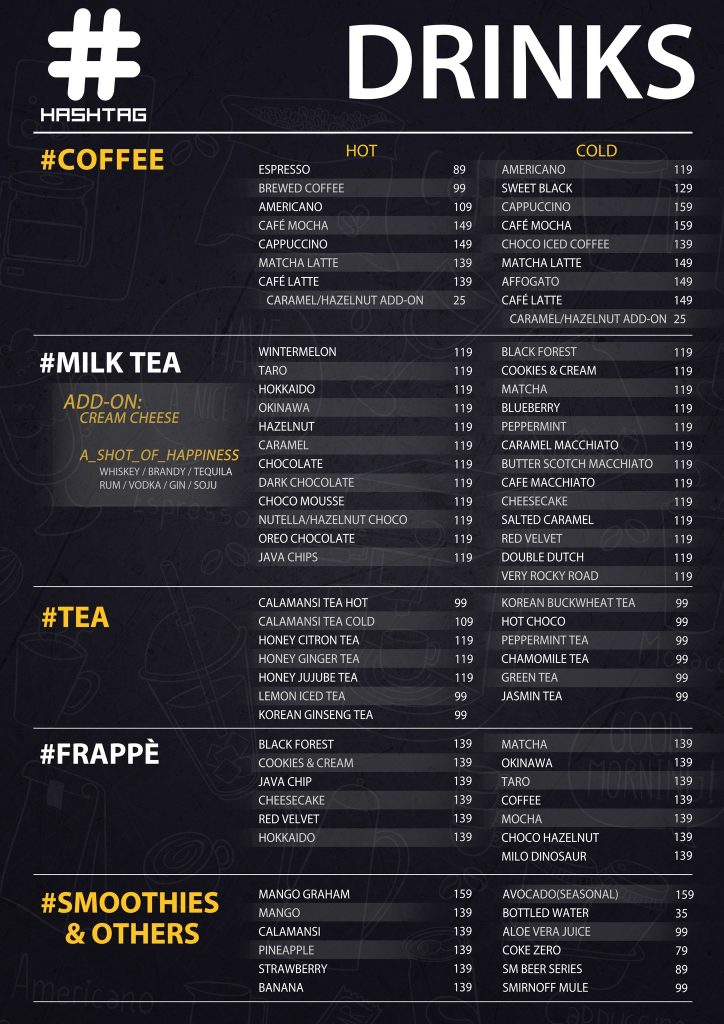 HASHTAG
DRINKS
#COFFEE
HOT
ESPRESSO 89
BREWED COFFEE 99
AMERICANO 109
CAFÉ MOCHA 149
CAPPUCCINO 149
MATCHA LATTE 139
CAFÉ LATTE 139
CARAMEL/HAZELNUT ADD-ON 25
COLD
AMERICANO 119
SWEET BLACK 129
CAPPUCCINO 159
CAFÉ MOCHA 159
CHOCO ICED COFFEE 139
MATCHA LATTE 149
AFFOGATO 149
CAFÉ LATTE 149
CARAMEL/HAZELNUT ADD-ON 25
#MILK TEA
ADD-ON:
CREAM CHEESE
A_SHOT_OF_HAPPINESS
WHISKEY / BRANDY / TEQUILA
RUM / VODKA / GIN / SOJU
WINTERMELON 119
TARO 119
HOKKAIDO 119
OKINAWA 119
HAZELNUT 119
CARAMEL 119
CHOCOLATE 119
DARK CHOCOLATE 119
CHOCO MOUSSE 119
NUTELLA/HAZELNUT CHOCO 119
OREO CHOCOLATE 119
JAVA CHIPS 119
BLACK FOREST 119
COOKIES & CREAM 119
MATCHA 119
BLUEBERRY 119
PEPPERMINT 119
CARAMEL MACCHIATO 119
BUTTER SCOTCH MACCHIATO 119
CAFE MACCHIATO 119
CHEESECAKE 119
SALTED CARAMEL 119
RED VELVET 119
DOUBLE DUTCH 119
VERY ROCKY ROAD 119
#TEA
CALAMANSI TEA HOT 99
CALAMANSI TEA COLD 109
HONEY CITRON TEA 119
HONEY GINGER TEA 119
HONEY JUJUBE TEA 119
LEMON ICED TEA 99
KOREAN GINSENG TEA 99
KOREAN BUCKWHEAT TEA 99
HOT CHOCO 99
PEPPERMINT TEA 99
CHAMOMILE TEA 99
GREEN TEA 99
JASMIN TEA 99
#FRAPPÈ
BLACK FOREST 139
COOKIES & CREAM 139
JAVA CHIP 139
CHEESECAKE 139
RED VELVET 139
HOKKAIDO 139
MATCHA 139
OKINAWA 139
TARO 139
COFFEE 139
MOCHA 139
CHOCO HAZELNUT 139
MILO DINOSAUR 139
#SMOOTHIES
& OTHERS
MANGO GRAHAM 159
MANGO 139
CALAMANSI 139
PINEAPPLE 139
STRAWBERRY 139
BANANA 139
AVOCADO(SEASONAL) 159
BOTTLED WATER 35
ALOE VERA JUICE 99
COKE ZERO 79
SM BEER SERIES 89
SMIRNOFF MULE 99
Espresso
GOOD
MORNING!
Americano
Cappuccino